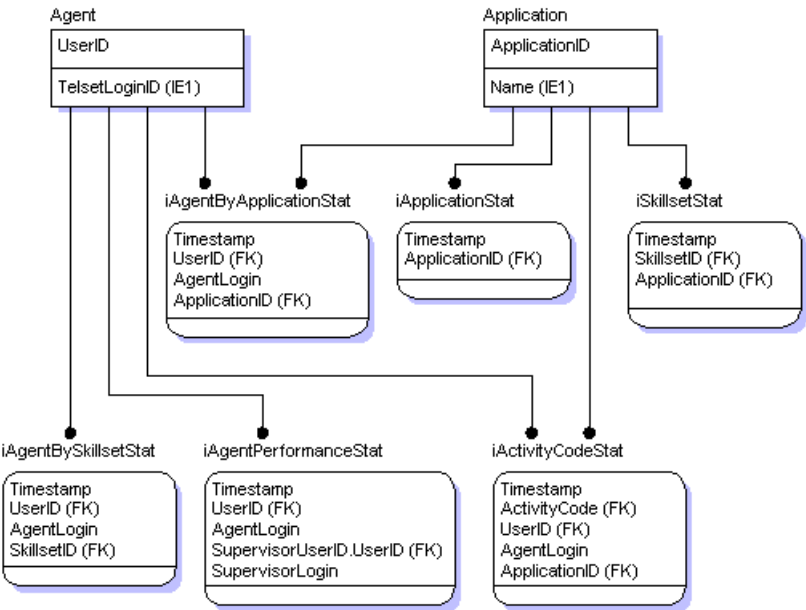 Agent
UserID
TelsetLoginID (IE1)
Application
ApplicationID
Name (IE1)
iAgentByApplicationStat
Timestamp
UserID (FK)
AgentLogin
ApplicationID (FK)
iApplicationStat
Timestamp
ApplicationID (FK)
iSkillsetStat
Timestamp
SkillsetID (FK)
ApplicationID (FK)
iAgentBySkillsetStat
Timestamp
UserID (FK)
AgentLogin
SkillsetID (FK)
iAgentPerformanceStat
Timestamp
UserID (FK)
AgentLogin
SupervisorUserID.UserID (FK)
SupervisorLogin
iActivityCodeStat
Timestamp
ActivityCode (FK)
UserID (FK)
AgentLogin
ApplicationID (FK)